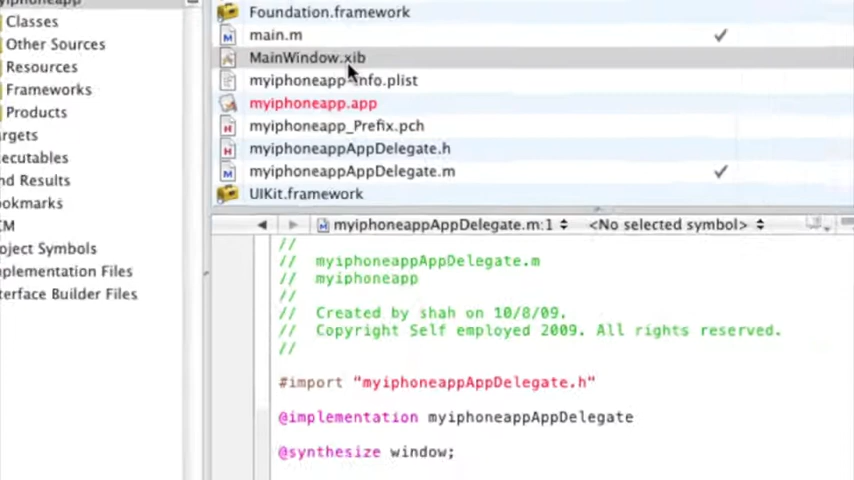 Classes
Other Sources
Resources
Frameworks
Products
Foundation.framework
main.m
MainWindow.xib
myiphoneapp-Info.plist
myiphoneapp.app
myiphoneapp_Prefix.pch
myiphoneappAppDelegate.h
myiphoneappAppDelegate.m
UIKit.framework
myiphoneappAppDelegate.m:1
<No selected symbol>
//
// myiphoneappAppDelegate.m
// myiphoneapp
//
// Created by shah on 10/8/09.
// Copyright Self employed 2009. All rights reserved.
//
#import "myiphoneappAppDelegate.h"
@implementation myiphoneappAppDelegate
@synthesize window;
argets
ecutables
nd Results
ookmarks
CM
oject Symbols
plementation Files
terface Builder Files